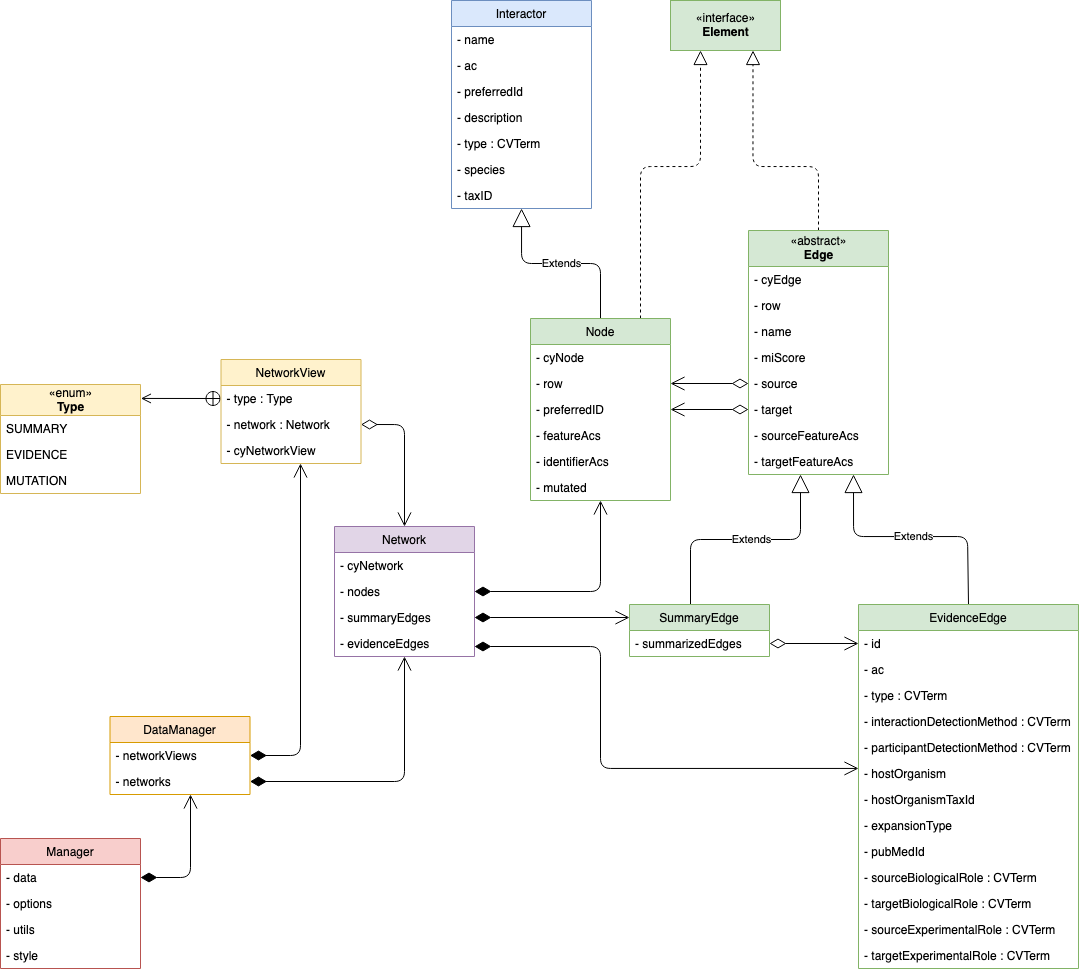 Interactor
- name
- ac
- preferredId
- description
- type : CVTerm
- species
- taxID
«interface»
Element
«abstract»
Edge
- cyEdge
- row
- name
- miScore
- source
- target
- sourceFeatureAcs
- targetFeatureAcs
Extends
Node
- cyNode
- row
- preferredID
- featureAcs
- identifierAcs
- mutated
NetworkView
- type : Type
- network : Network
- cyNetworkView
«enum»
Type
SUMMARY
EVIDENCE
MUTATION
Network
- cyNetwork
- nodes
- summaryEdges
- evidenceEdges
Extends
Extends
SummaryEdge
- summarizedEdges
EvidenceEdge
- id
- ac
- type : CVTerm
- interactionDetectionMethod : CVTerm
- participantDetectionMethod : CVTerm
- hostOrganism
- hostOrganismTaxId
- expansionType
- pubMedId
- sourceBiologicalRole : CVTerm
- targetBiologicalRole : CVTerm
- sourceExperimentalRole : CVTerm
- targetExperimentalRole : CVTerm
DataManager
- networkViews
- networks
Manager
- data
- options
- utils
- style